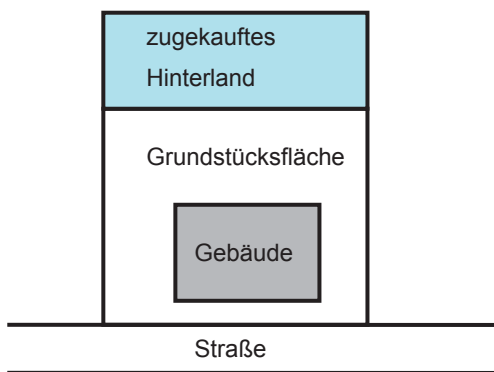 zugekauftes
Hinterland
Grundstücksfläche
Gebäude
Straße